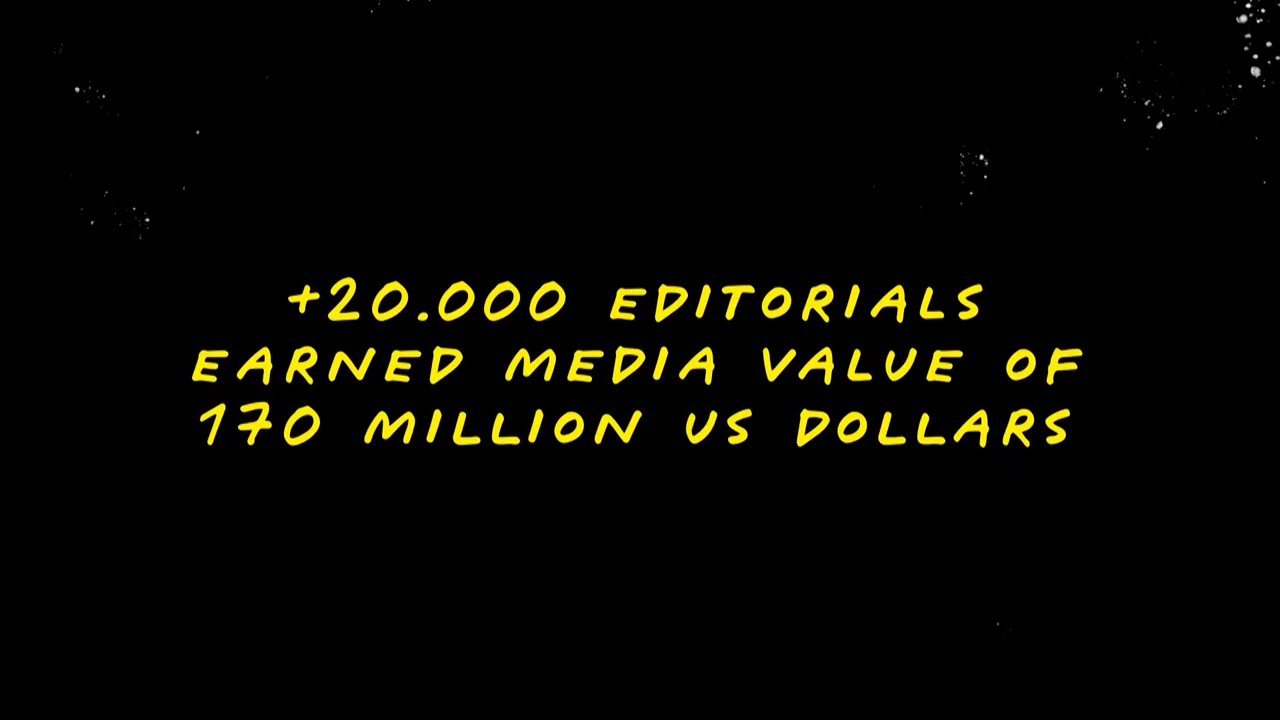 +20.000 EDITORIALS
EARNED MEDIA VALUE OF
170 MILLION US DOLLARS